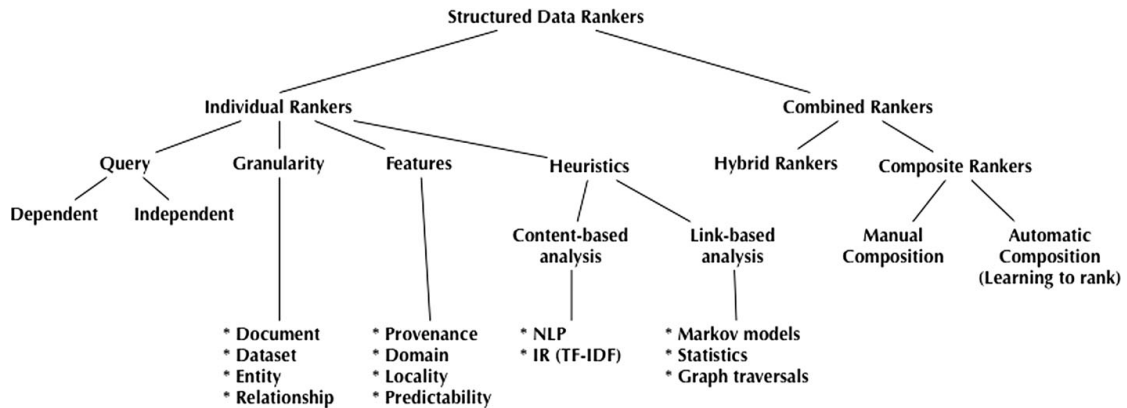 Structured Data Rankers
Individual Rankers
Combined Rankers
Query
Granularity
Features
Heuristics
Hybrid Rankers
Composite Rankers
Dependent
Independent
Content-based
analysis
Link-based
analysis
Manual
Composition
Automatic
Composition
(Learning to rank)
* Document
* Dataset
* Entity
* Relationship
* Provenance
* Domain
* Locality
* Predictability
* NLP
* IR (TF-IDF)
* Markov models
* Statistics
* Graph traversals